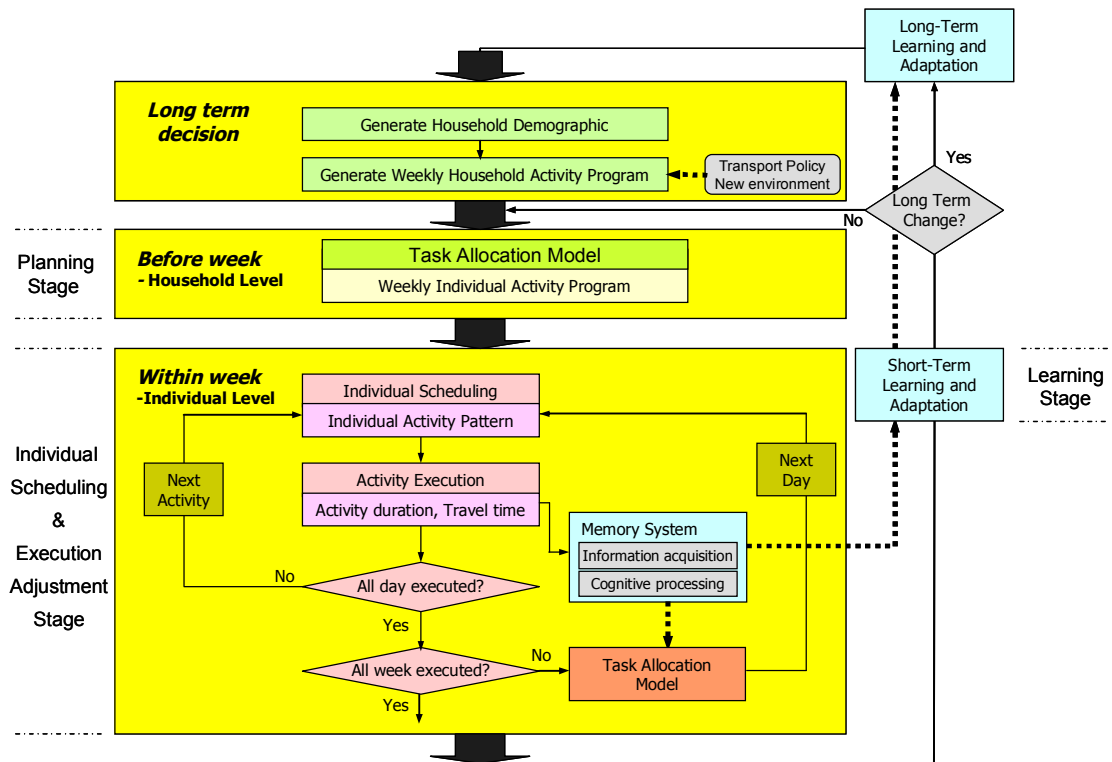 Long-Term
Learning and
Adaptation
Long term
decision
Generate Household Demographic
Generate Weekly Household Activity Program
Transport Policy
New environment
Yes
Long Term
Change?
No
Planning
Stage
Before week
- Household Level
Task Allocation Model
Weekly Individual Activity Program
Within week
-Individual Level
Individual Scheduling
Individual Activity Pattern
Short-Term
Learning and
Adaptation
Learning
Stage
Individual
Scheduling
&
Execution
Adjustment
Stage
Next
Activity
Activity Execution
Activity duration, Travel time
Next
Day
Memory System
Information acquisition
Cognitive processing
No
All day executed?
Yes
All week executed?
No
Task Allocation
Model
Yes